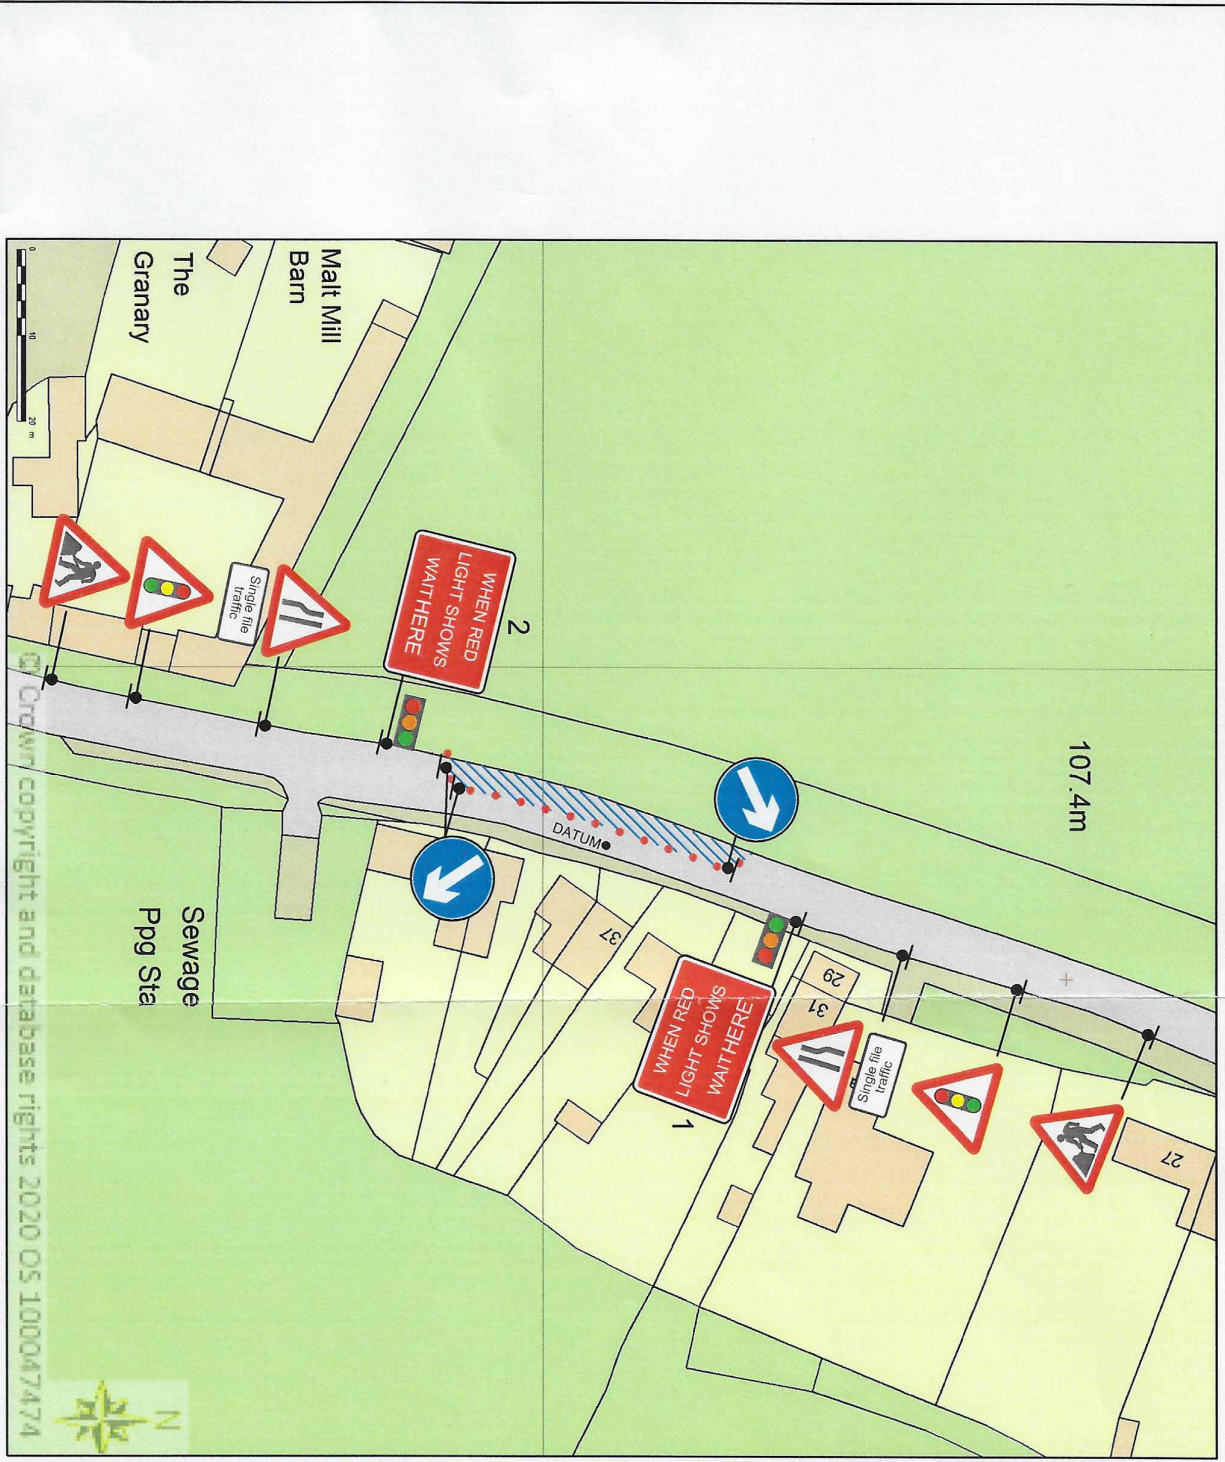 107.4m
Malt Mill
Barn
The
Granary
2
WHEN RED
LIGHT SHOWS
WAIT HERE
Single file
traffic
DATUM
37
29
31
27
1
WHEN RED
LIGHT SHOWS
WAIT HERE
Single file
traffic
Sewage
Ppg Sta
0
10
20 m
N
© Crown copyright and database rights 2020 OS 100047474